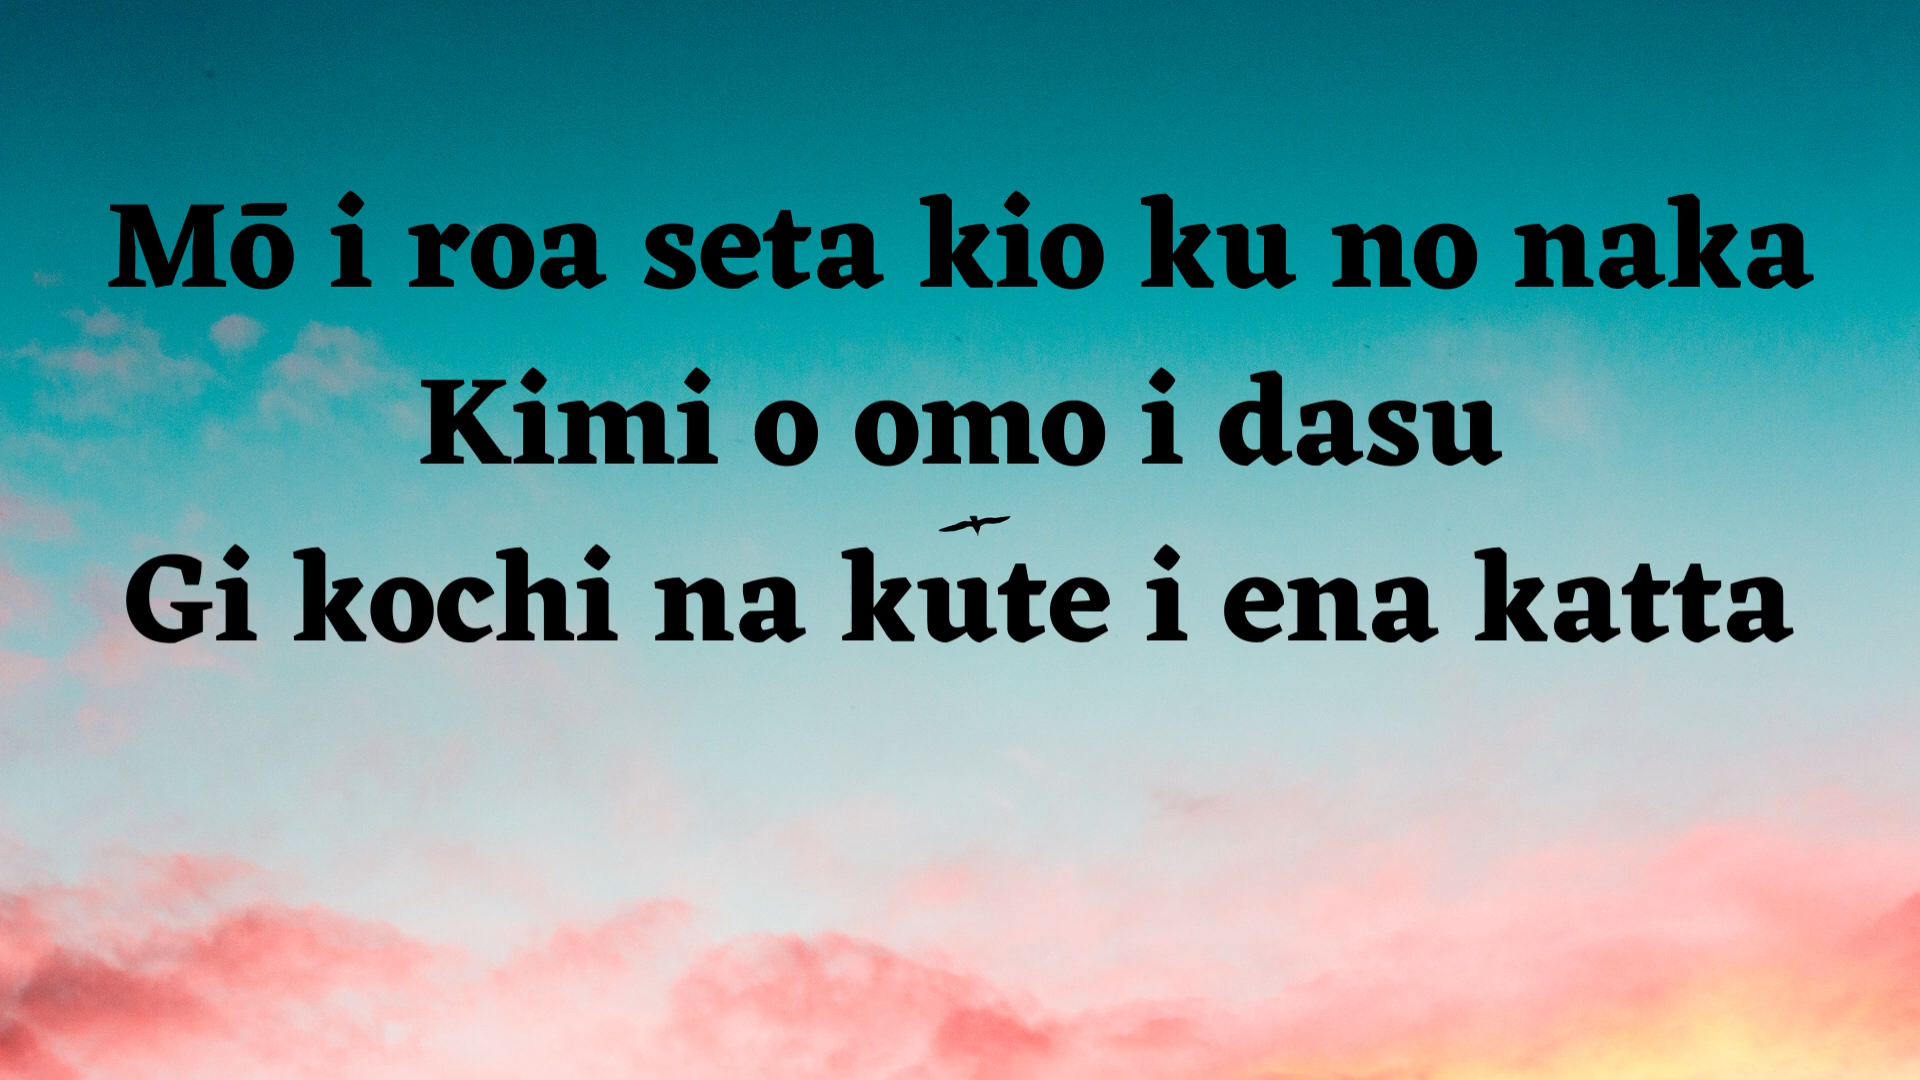 Mō i roa seta kio ku no naka
Kimi o omo i dasu
Gi kochi na kute i ena katta